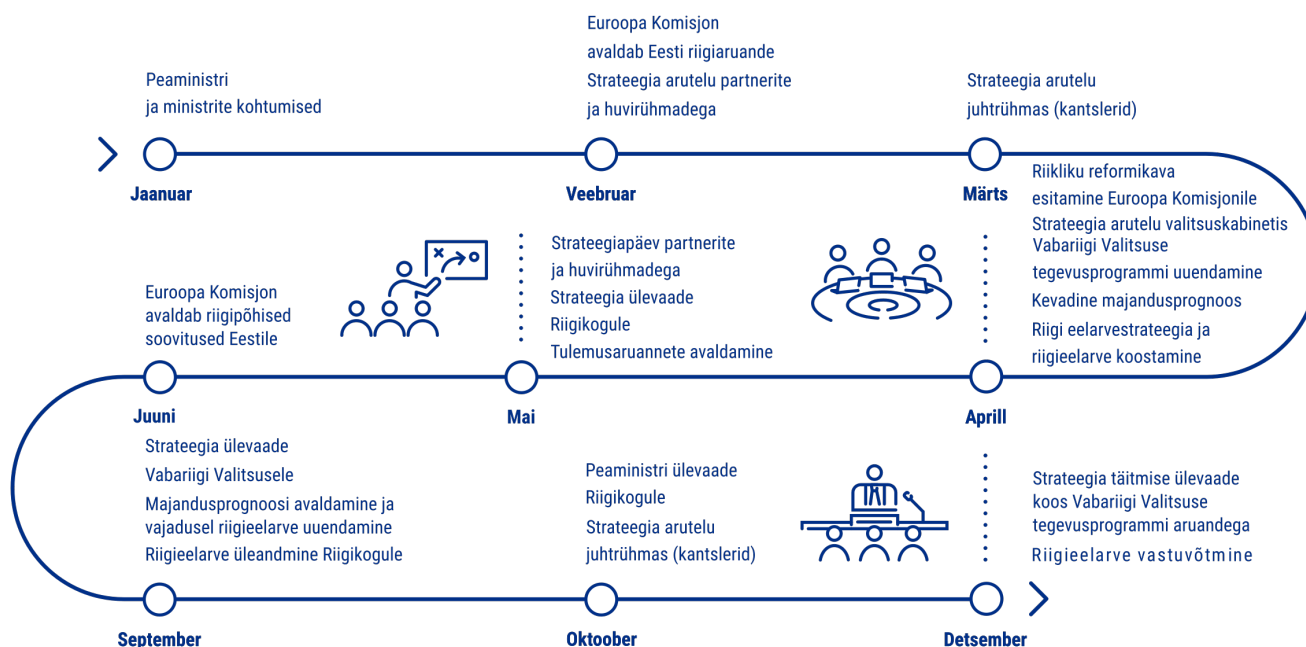 Peaministri
ja ministrite kohtumised
Jaanuar
Euroopa Komisjon
avaldab Eesti riigiaruande
Strateegia arutelu partnerite
ja huvirühmadega
Veebruar
Strateegia arutelu
juhtrühmas (kantslerid)
Märts
Riikliku reformikava
esitamine Euroopa Komisjonile
Strateegia arutelu valitsuskabinetis
Vabariigi Valitsuse
tegevusprogrammi uuendamine
Kevadine majandusprognoos
Riigi eelarvestrateegia ja
riigieelarve koostamine
Aprill
Strateegiapäev partnerite
ja huvirühmadega
Strateegia ülevaade
Riigikogule
Tulemusaruannete avaldamine
Mai
Euroopa Komisjon
avaldab riigipõhised
soovitused Eestile
Juuni
Strateegia ülevaade
Vabariigi Valitsusele
Majandusprognoosi avaldamine ja
vajadusel riigieelarve uuendamine
Riigieelarve üleandmine Riigikogule
September
Peaministri ülevaade
Riigikogule
Strateegia arutelu
juhtrühmas (kantslerid)
Oktoober
Strateegia täitmise ülevaade
koos Vabariigi Valitsuse
tegevusprogrammi aruandega
Riigieelarve vastuvõtmine
Detsember